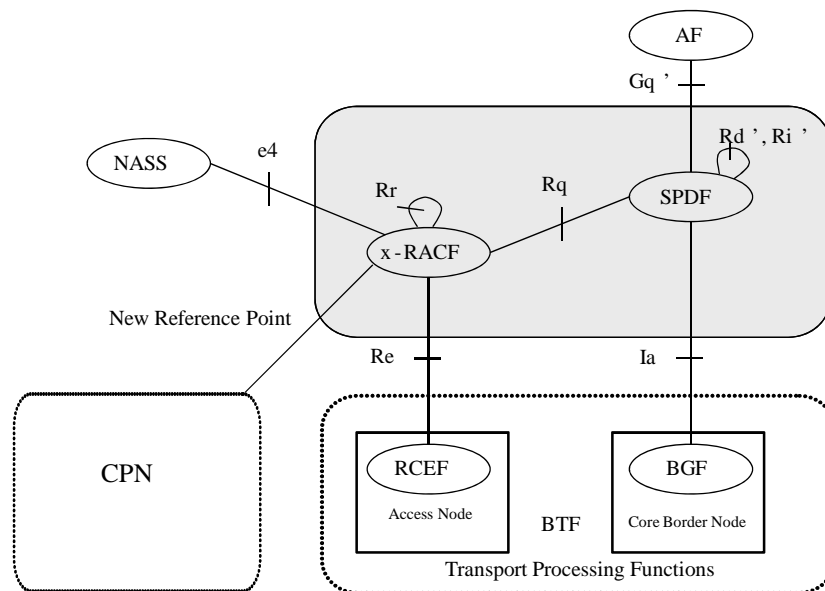 AF
Gq ’
Rd ’, Ri ’
e4
NASS
Rr
Rq
SPDF
x-RACF
New Reference Point
Re
Ia
CPN
RCEF
BGF
Access Node
BTF
Core Border Node
Transport Processing Functions